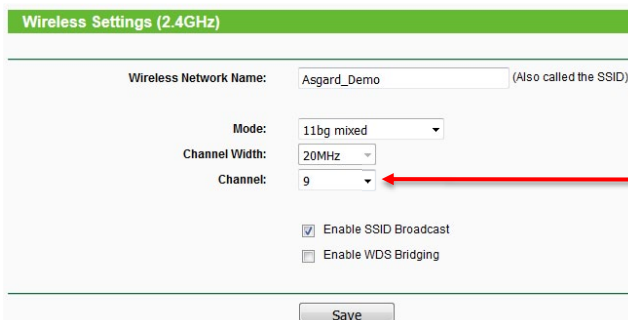 Wireless Settings (2.4GHz)
Wireless Network Name: Asgard_Demo (Also called the SSID)
Mode: 11bg mixed
Channel Width: 20MHz
Channel: 9
Enable SSID Broadcast
Enable WDS Bridging
Save